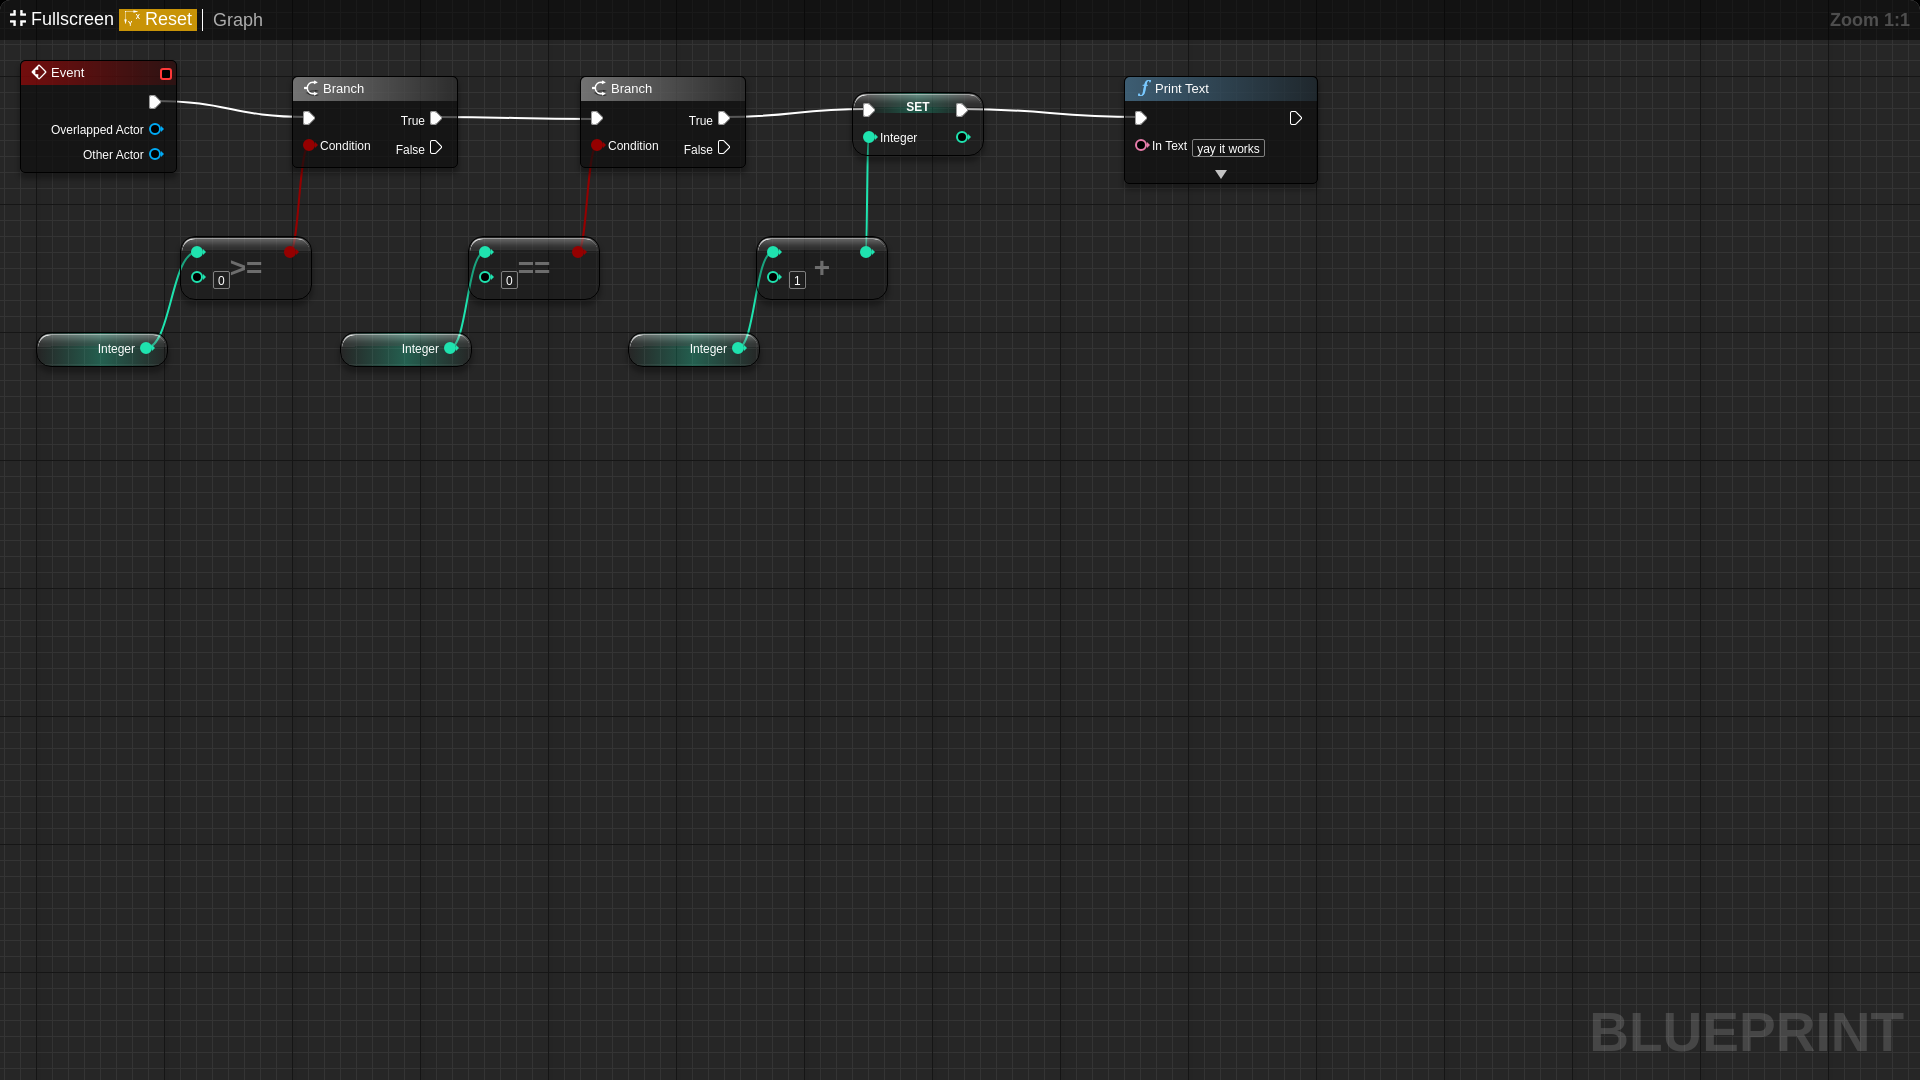 Fullscreen Reset Graph Zoom 1:1
Event
Overlapped Actor
Other Actor
Branch
True
Condition
False
Branch
True
Condition
False
SET
Integer
Print Text
In Text yay it works
>=
0
==
0
+
1
Integer
Integer
Integer
BLUEPRINT